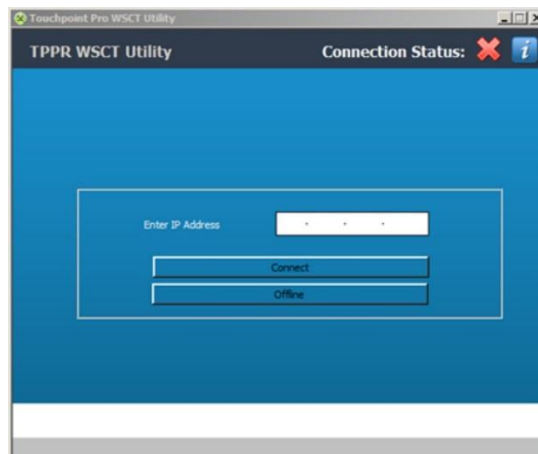 Touchpoint Pro WSCT Utility
TPPR WSCT Utility
Connection Status:
Enter IP Address
Connect
Offline